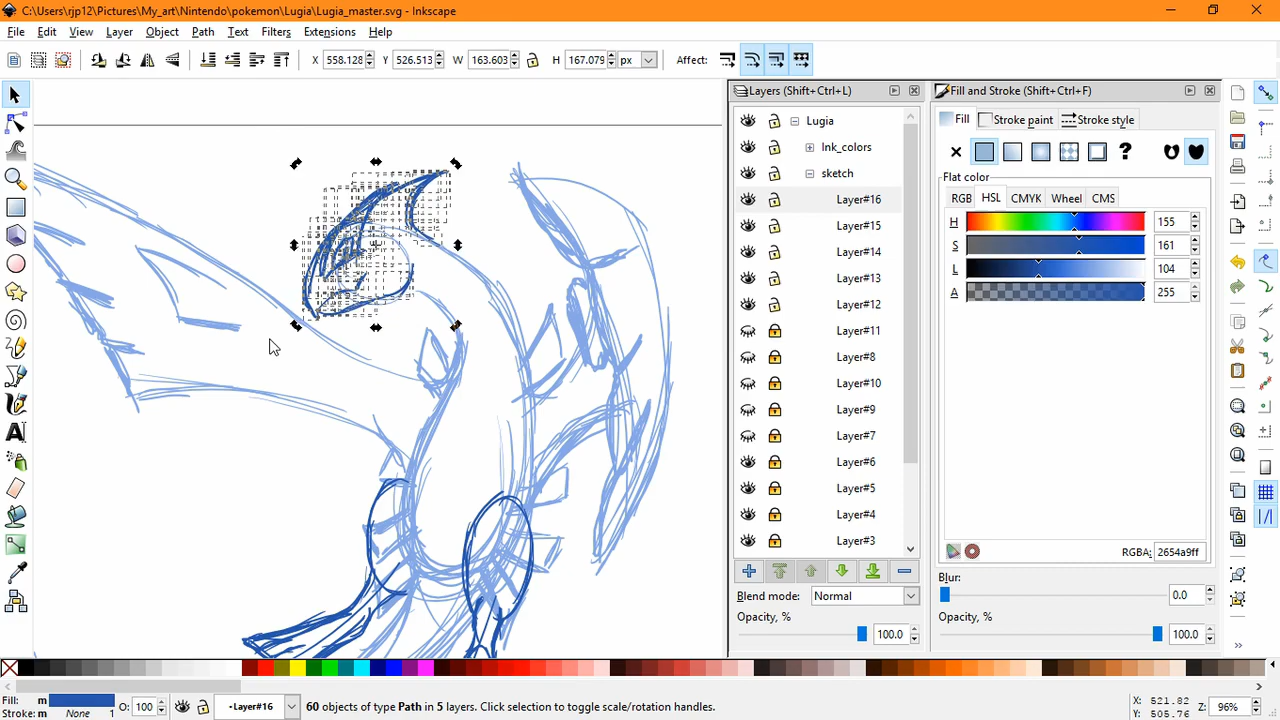 C:\Users\rjp12\Pictures\My_art\Nintendo\pokemon\Lugia\Lugia_master.svg - Inkscape
File Edit View Layer Object Path Text Filters Extensions Help
X 558.128 Y 526.513 W 163.603 H 167.079 px Affect:
Layers (Shift+Ctrl+L)
Lugia
Ink_colors
sketch
Layer#16
Layer#15
Layer#14
Layer#13
Layer#12
Layer#11
Layer#8
Layer#10
Layer#9
Layer#7
Layer#6
Layer#5
Layer#4
Layer#3
Blend mode: Normal
Opacity, %
100.0
Fill and Stroke (Shift+Ctrl+F)
Fill Stroke paint Stroke style
?
Flat color
RGB HSL CMYK Wheel CMS
H 155
S 161
L 104
A 255
RGBA: 2654a9ff
Blur:
0.0
Opacity, %
100.0
Fill: m O: 100 •Layer#16 60 objects of type Path in 5 layers. Click selection to toggle scale/rotation handles. X: 521.82 Z: 96%
Stroke: m None 1 Y: 505.76